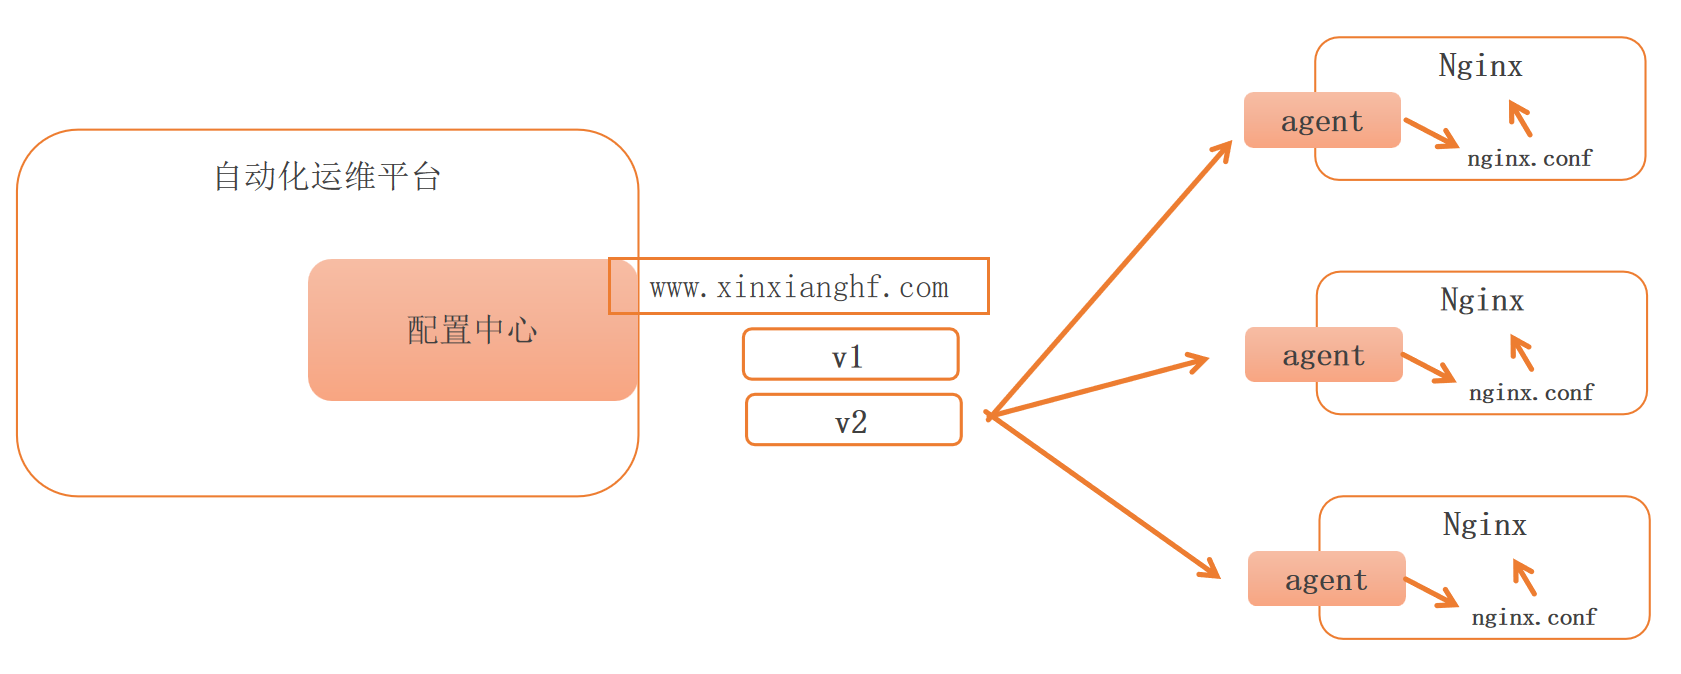 自动化运维平台
配置中心
www.xinxianghf.com
v1
v2
Nginx
agent
nginx.conf
Nginx
agent
nginx.conf
Nginx
agent
nginx.conf